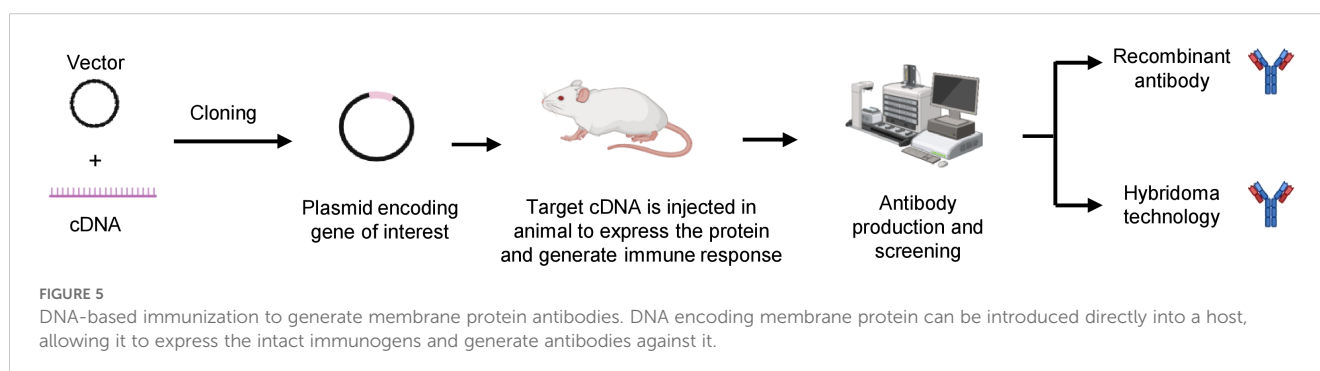 Vector
+
cDNA
Cloning
Plasmid encoding
gene of interest
Target cDNA is injected in
animal to express the protein
and generate immune response
Antibody
production and
screening
Recombinant
antibody
Hybridoma
technology
FIGURE 5
DNA-based immunization to generate membrane protein antibodies. DNA encoding membrane protein can be introduced directly into a host,
allowing it to express the intact immunogens and generate antibodies against it.